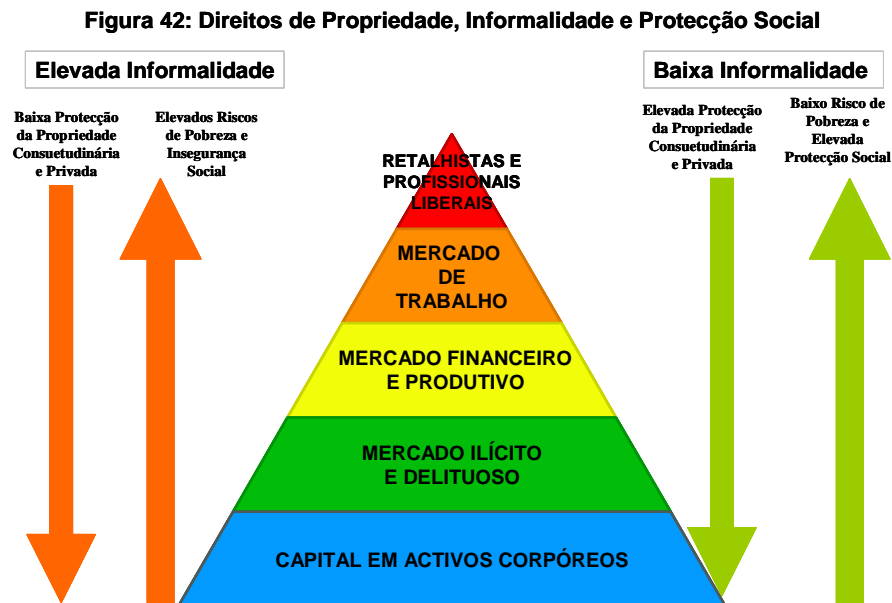 Figura 42: Direitos de Propriedade, Informalidade e Protecção Social
Elevada Informalidade
Baixa Protecção
da Propriedade
Consuetudinária
e Privada
Elevados Riscos
de Pobreza e
Insegurança
Social
Baixa Informalidade
Elevada Protecção
da Propriedade
Consuetudinária
e Privada
Baixo Risco de
Pobreza e
Elevada
Protecção Social
RETALHISTAS E
PROFISSIONAIS
LIBERAIS
MERCADO
DE
TRABALHO
MERCADO FINANCEIRO
E PRODUTIVO
MERCADO ILÍCITO
E DELITUOSO
CAPITAL EM ACTIVOS CORPÓREOS